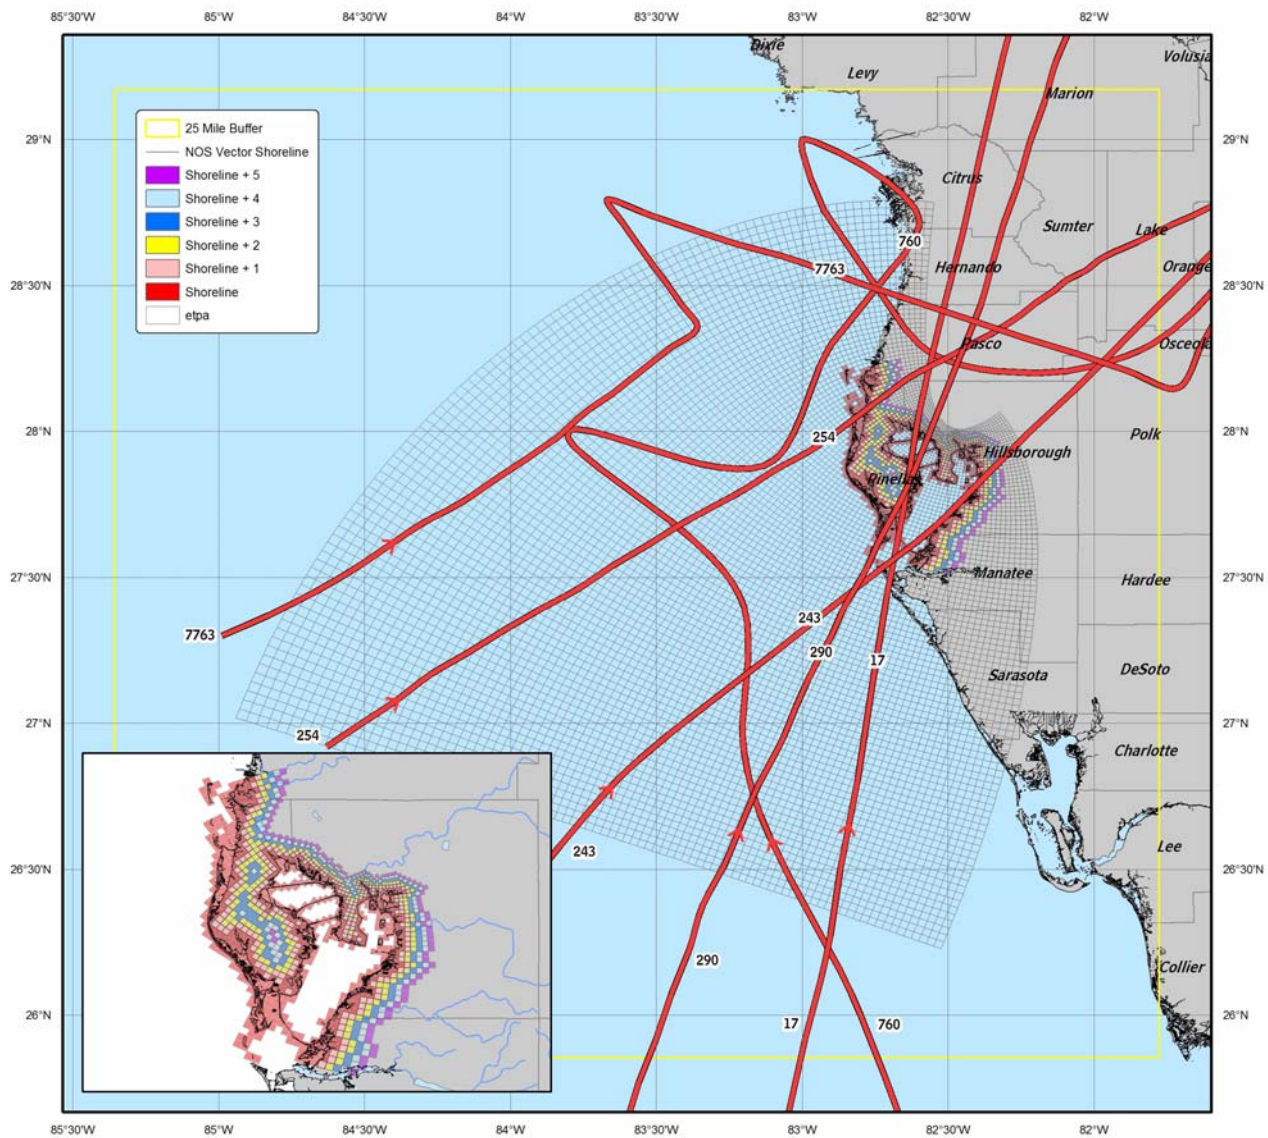 85°30'W 85°W 84°30'W 84°W 83°30'W 83°W 82°30'W 82°W
Dixie
Levy
Volusia
Marion
25 Mile Buffer
NOS Vector Shoreline
Shoreline + 5
Shoreline + 4
Shoreline + 3
Shoreline + 2
Shoreline + 1
Shoreline
etpa
29°N 29°N
Citrus
Sumter
Lake
760
7763
Hernando
Orange
28°30'N 28°30'N
Pasco
Osceola
28°N 28°N
254
Polk
Hillsborough
Pinellas
27°30'N 27°30'N
Manatee
Hardee
243
7763
290
17
Sarasota
DeSoto
27°N 27°N
254
Charlotte
243
Lee
26°30'N 26°30'N
290
Collier
17
760
26°N 26°N
85°30'W 85°W 84°30'W 84°W 83°30'W 83°W 82°30'W 82°W